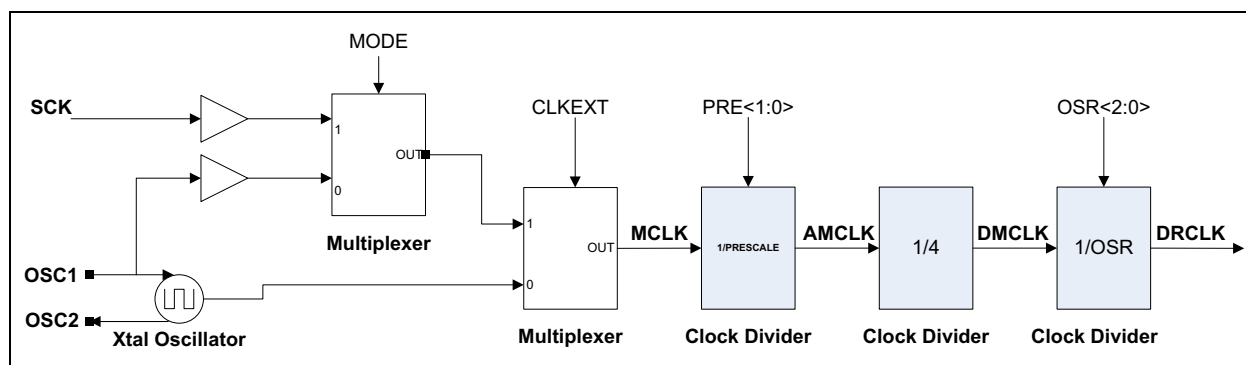 MODE
SCK
1
OUT
0
Multiplexer
CLKEXT
1
OUT
0
Multiplexer
OSC1
OSC2
Xtal Oscillator
MCLK
PRE<1:0>
1/PRESCALE
Clock Divider
AMCLK
1/4
Clock Divider
DMCLK
OSR<2:0>
1/OSR
Clock Divider
DRCLK